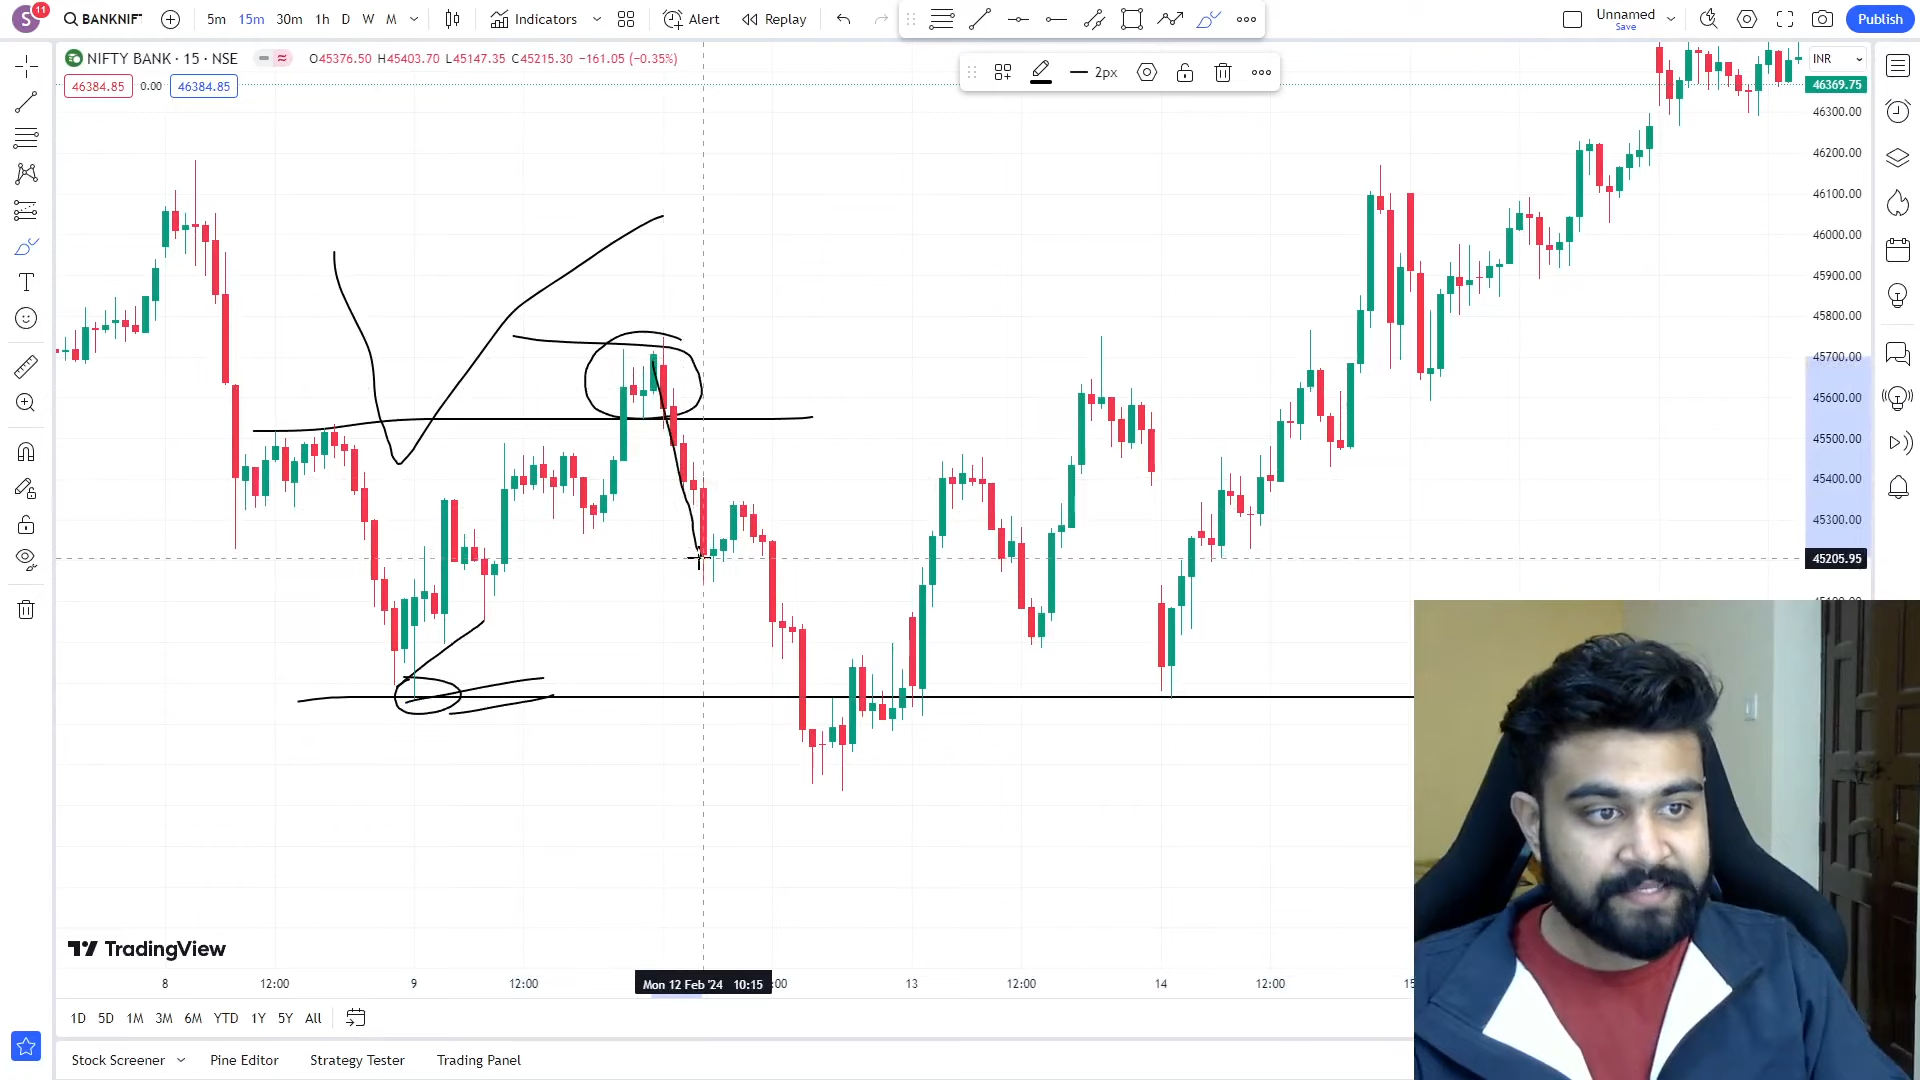 S 11 BANKNIFT 5m 15m 30m 1h D W M Indicators Alert Replay Unnamed Save Publish
NIFTY BANK · 15 · NSE O45376.50 H45403.70 L45147.35 C45215.30 −161.05 (−0.35%)
2px
INR
46384.85 0.00 46384.85
46369.75
46300.00
46200.00
46100.00
46000.00
45900.00
45800.00
45700.00
45600.00
45500.00
45400.00
45300.00
45205.95
TradingView
8 12:00 9 12:00 Mon 12 Feb '24 10:15 :00 13 12:00 14 12:00 15
1D 5D 1M 3M 6M YTD 1Y 5Y All
Stock Screener Pine Editor Strategy Tester Trading Panel